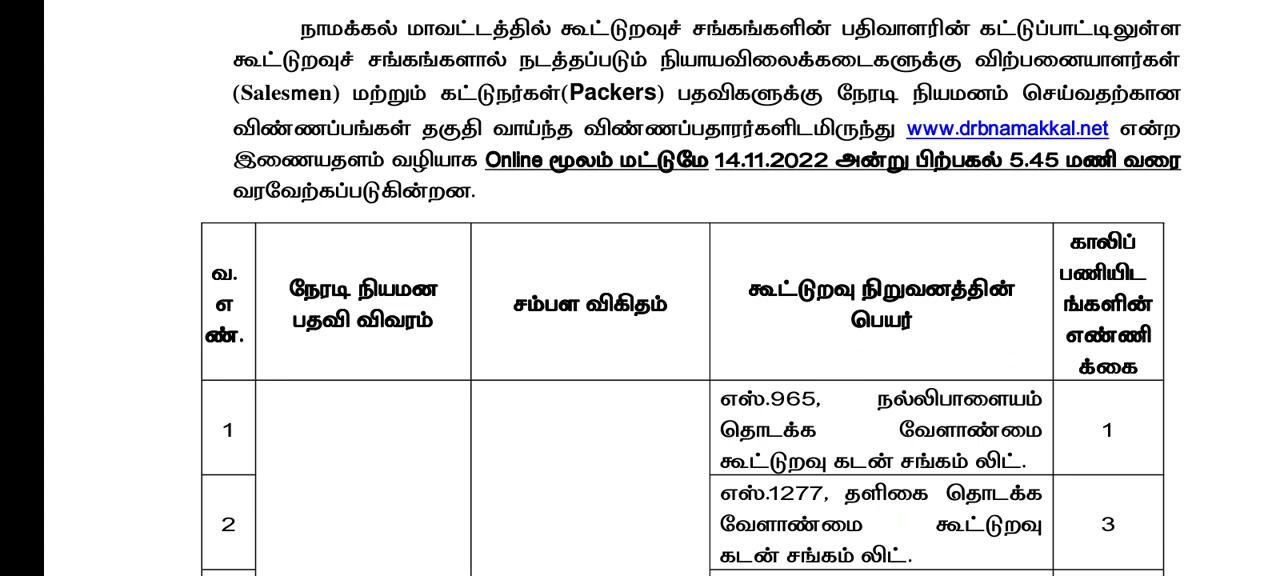 நாமக்கல் மாவட்டத்தில் கூட்டுறவுச் சங்கங்களின் பதிவாளரின் கட்டுப்பாட்டிலுள்ள
கூட்டுறவுச் சங்கங்களால் நடத்தப்படும் நியாயவிலைக்கடைகளுக்கு விற்பனையாளர்கள்
(Salesmen) மற்றும் கட்டுநர்கள்(Packers) பதவிகளுக்கு நேரடி நியமனம் செய்வதற்கான
விண்ணப்பங்கள் தகுதி வாய்ந்த விண்ணப்பதாரர்களிடமிருந்து www.drbnamakkal.net என்ற
இணையதளம் வழியாக Online மூலம் மட்டுமே 14.11.2022 அன்று பிற்பகல் 5.45 மணி வரை
வரவேற்கப்படுகின்றன.
வ.
எ
ண்.
நேரடி நியமன
பதவி விவரம்
சம்பள விகிதம்
கூட்டுறவு நிறுவனத்தின்
பெயர்
காலிப்
பணியிட
ங்களின்
எண்ணி
க்கை
1
எஸ்.965, நல்லிபாளையம்
தொடக்க வேளாண்மை
கூட்டுறவு கடன் சங்கம் லிட்.
1
2
எஸ்.1277, தளிகை தொடக்க
வேளாண்மை கூட்டுறவு
கடன் சங்கம் லிட்.
3